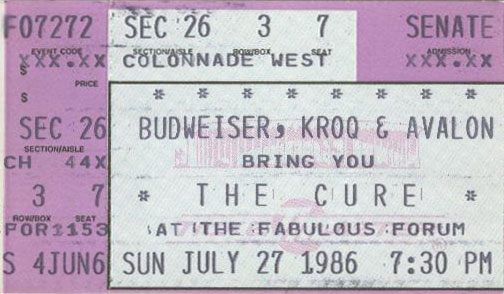 F07272 SEC 26 3 7 SENATE
EVENT CODE SECTION/AISLE ROW/BOX SEAT ADMISSION
$ XXX.XX COLONNADE WEST XXX.XX
PRICE
$
* * * * * * * * *
SEC 26 BUDWEISER, KROQ & AVALON
SECTION/AISLE
CH 44X BRING YOU
3 7 * THE CURE *
ROW/BOX SEAT
POR1153 AT THE FABULOUS FORUM
S 4JUN6 SUN JULY 27 1986 7:30 PM